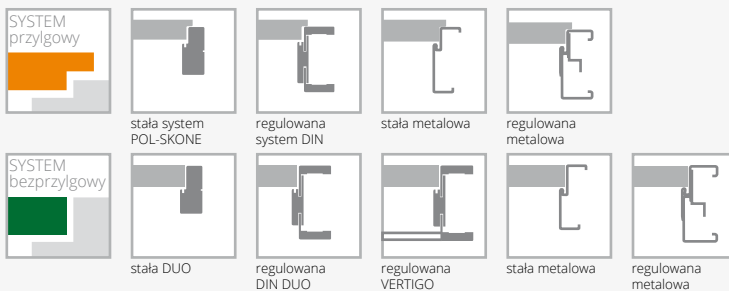 SYSTEM
przylgowy
stała system
POL-SKONE
regulowana
system DIN
stała metalowa
regulowana
metalowa
SYSTEM
bezprzylgowy
stała DUO
regulowana
DIN DUO
regulowana
VERTIGO
stała metalowa
regulowana
metalowa